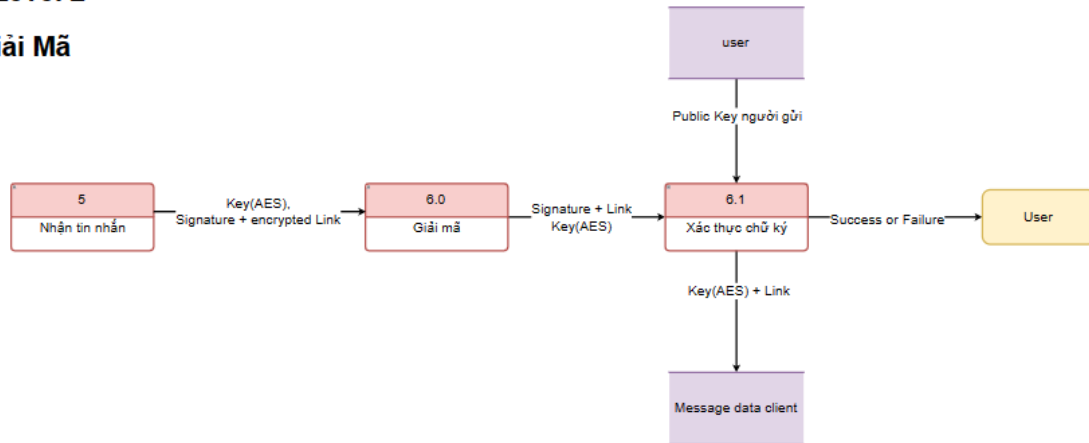 user
Public Key người gửi
5
Nhận tin nhắn
Key(AES),
Signature + encrypted Link
6.0
Giải mã
Signature + Link
Key(AES)
6.1
Xác thực chữ ký
Success or Failure
User
Key(AES) + Link
Message data client
Mã